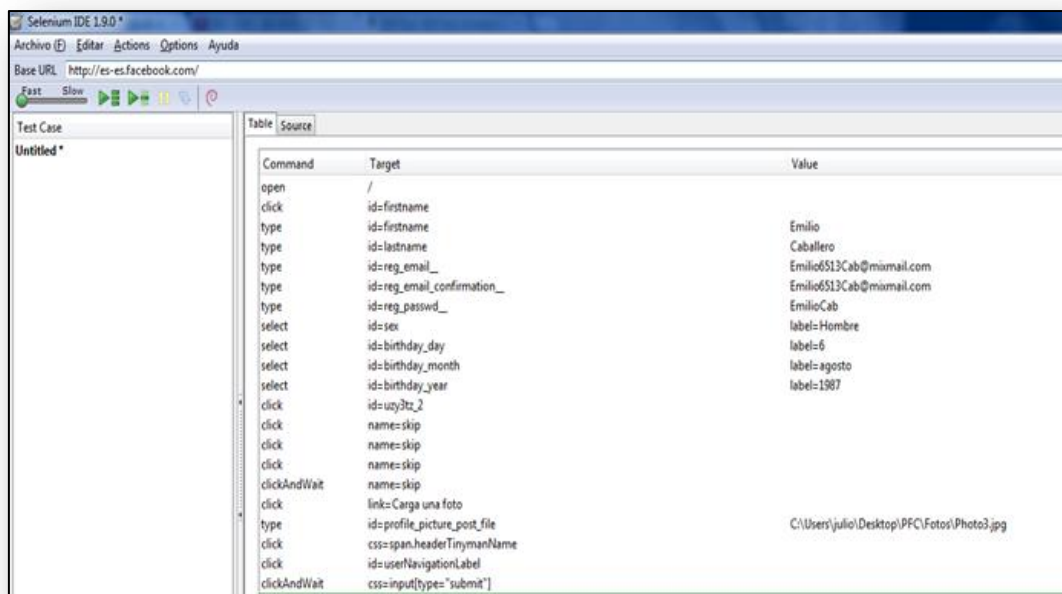 Selenium IDE 1.9.0 *
Archivo (F) Editar Actions Options Ayuda
Base URL http://es-es.facebook.com/
Fast Slow
Test Case
Untitled *
Table Source
Command Target Value
open /
click id=firstname
type id=firstname Emilio
type id=lastname Caballero
type id=reg_email__ Emilio6513Cab@mixmail.com
type id=reg_email_confirmation__ Emilio6513Cab@mixmail.com
type id=reg_passwd__ EmilioCab
select id=sex label=Hombre
select id=birthday_day label=6
select id=birthday_month label=agosto
select id=birthday_year label=1987
click id=uzy3tz_2
click name=skip
click name=skip
click name=skip
clickAndWait name=skip
click link=Carga una foto
type id=profile_picture_post_file C:\Users\julio\Desktop\PFC\Fotos\Photo3.jpg
click css=span.headerTinymanName
click id=userNavigationLabel
clickAndWait css=input[type="submit"]